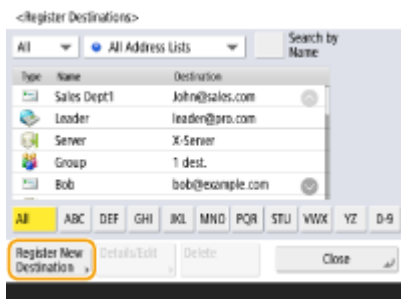 <Register Destinations>
All
All Address Lists
Search by
Name
Type Name Destination
Sales Dept1 John@sales.com
Leader leader@pro.com
Server X-Server
Group 1 dest.
Bob bob@example.com
All ABC DEF GHI JKL MNO PQR STU VWX YZ 0-9
Register New
Destination
Details/Edit
Delete
Close